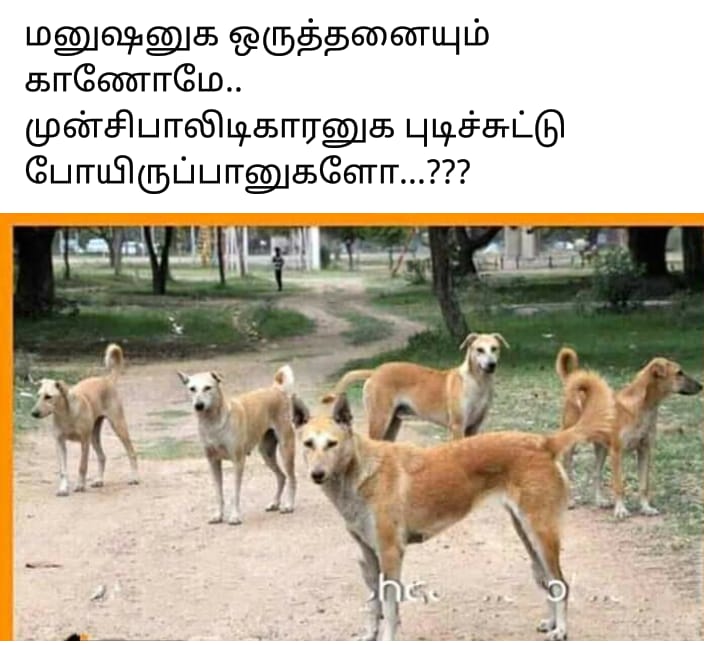 மனுஷனுக ஒருத்தனையும்
காணோமே..
முன்சிபாலிடிகாரனுக புடிச்சுட்டு
போயிருப்பானுகளோ...???